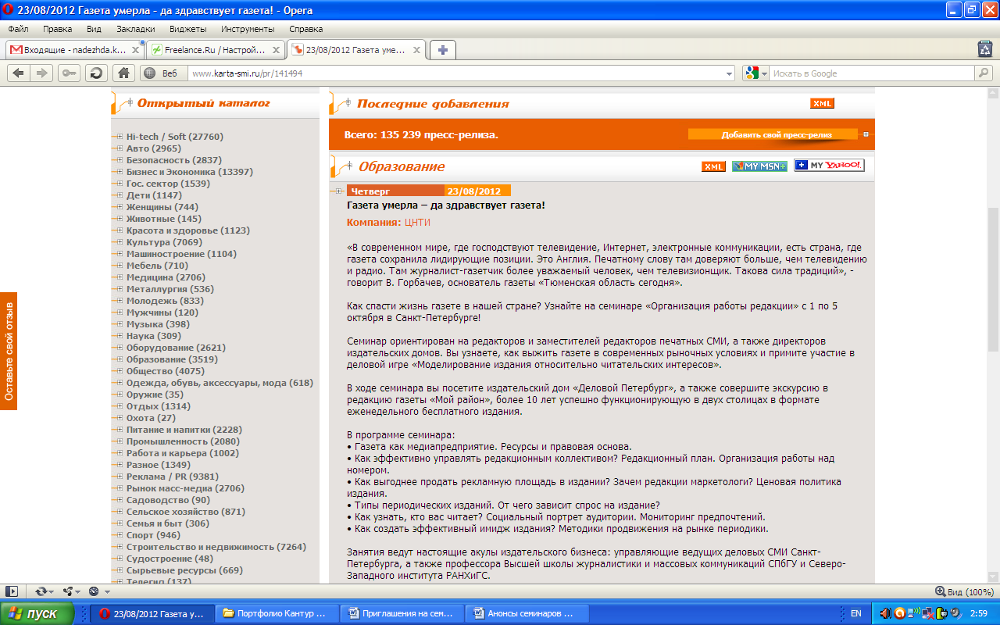 23/08/2012 Газета умерла – да здравствует газета! - Opera
Файл Правка Вид Закладки Виджеты Инструменты Справка
Входящие - nadezhda.k...
Freelance.Ru / Настрой...
23/08/2012 Газета уме...
Веб
www.karta-smi.ru/pr/141494
Искать в Google
Открытый каталог
Hi-tech / Soft (27760)
Авто (2965)
Безопасность (2837)
Бизнес и Экономика (13397)
Гос. сектор (1539)
Дети (1147)
Женщины (744)
Животные (145)
Красота и здоровье (1123)
Культура (7069)
Машиностроение (1104)
Мебель (710)
Медицина (2706)
Металлургия (536)
Молодежь (833)
Мужчины (120)
Музыка (398)
Наука (309)
Оборудование (2621)
Образование (3519)
Общество (4075)
Одежда, обувь, аксессуары, мода (618)
Оружие (35)
Отдых (1314)
Охота (27)
Питание и напитки (2228)
Промышленность (2080)
Работа и карьера (1002)
Разное (1349)
Реклама / PR (9381)
Рынок масс-медиа (2706)
Садоводство (90)
Сельское хозяйство (871)
Семья и быт (306)
Спорт (946)
Строительство и недвижимость (7264)
Судостроение (48)
Сырьевые ресурсы (669)
Телегид (137)
Оставьте свой отзыв
Последние добавления
XML
Всего: 135 239 пресс-релиза.
Добавить свой пресс-релиз
Образование
XML
MY MSN
MY YAHOO!
Четверг 23/08/2012
Газета умерла – да здравствует газета!
Компания: ЦНТИ
«В современном мире, где господствуют телевидение, Интернет, электронные коммуникации, есть страна, где
газета сохранила лидирующие позиции. Это Англия. Печатному слову там доверяют больше, чем телевидению
и радио. Там журналист-газетчик более уважаемый человек, чем телевизионщик. Такова сила традиций», -
говорит В. Горбачев, основатель газеты «Тюменская область сегодня».
Как спасти жизнь газете в нашей стране? Узнайте на семинаре «Организация работы редакции» с 1 по 5
октября в Санкт-Петербурге!
Семинар ориентирован на редакторов и заместителей редакторов печатных СМИ, а также директоров
издательских домов. Вы узнаете, как выжить газете в современных рыночных условиях и примите участие в
деловой игре «Моделирование издания относительно читательских интересов».
В ходе семинара вы посетите издательский дом «Деловой Петербург», а также совершите экскурсию в
редакцию газеты «Мой район», более 10 лет успешно функционирующую в двух столицах в формате
еженедельного бесплатного издания.
В программе семинара:
• Газета как медиапредприятие. Ресурсы и правовая основа.
• Как эффективно управлять редакционным коллективом? Редакционный план. Организация работы над
номером.
• Как выгоднее продать рекламную площадь в издании? Зачем редакции маркетологи? Ценовая политика
издания.
• Типы периодических изданий. От чего зависит спрос на издание?
• Как узнать, кто вас читает? Социальный портрет аудитории. Мониторинг предпочтений.
• Как создать эффективный имидж издания? Методики продвижения на рынке периодики.
Занятия ведут настоящие акулы издательского бизнеса: управляющие ведущих деловых СМИ Санкт-
Петербурга, а также профессора Высшей школы журналистики и массовых коммуникаций СПбГУ и Северо-
Западного института РАНХиГС.
Вид (100%)
пуск
23/08/2012 Газета у...
Портфолио Кантур ...
Приглашения на сем...
Анонсы семинаров ...
EN
2:59